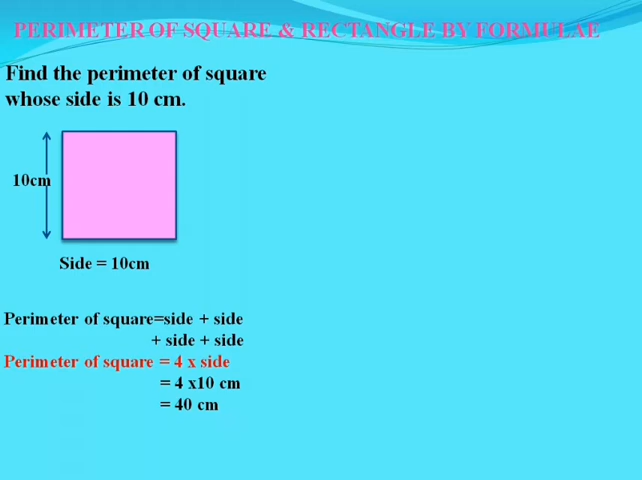 PERIMETER OF SQUARE & RECTANGLE BY FORMULAE
Find the perimeter of square
whose side is 10 cm.
10cm
Side = 10cm
Perimeter of square=side + side
+ side + side
Perimeter of square = 4 x side
= 4 x10 cm
= 40 cm